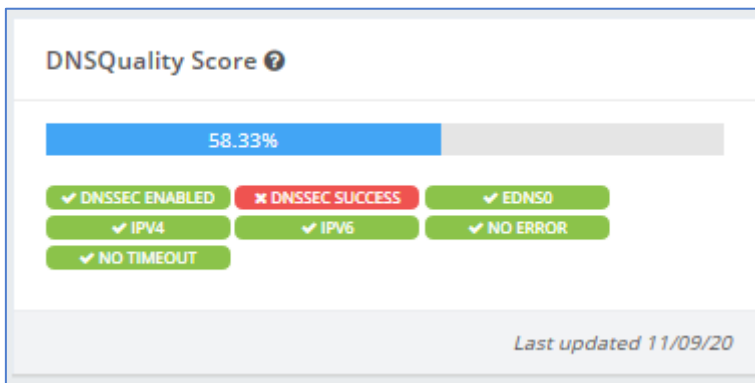 DNSQuality Score ?
58.33%
✔ DNSSEC ENABLED ✖ DNSSEC SUCCESS ✔ EDNS0
✔ IPV4 ✔ IPV6 ✔ NO ERROR
✔ NO TIMEOUT
Last updated 11/09/20